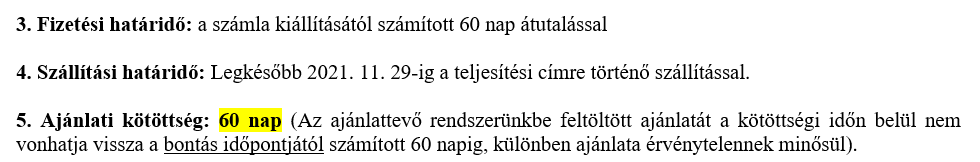 3. Fizetési határidő: a számla kiállításától számított 60 nap átutalással
4. Szállítási határidő: Legkésőbb 2021. 11. 29-ig a teljesítési címre történő szállítással.
5. Ajánlati kötöttség: 60 nap (Az ajánlattevő rendszerünkbe feltöltött ajánlatát a kötöttségi időn belül nem
vonhatja vissza a bontás időpontjától számított 60 napig, különben ajánlata érvénytelennek minősül).